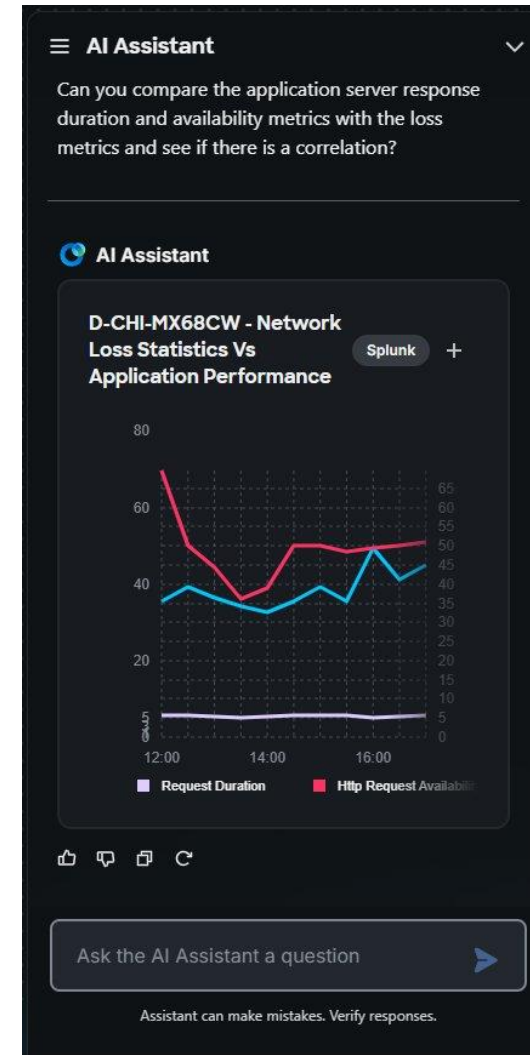 AI Assistant
Can you compare the application server response
duration and availability metrics with the loss
metrics and see if there is a correlation?
AI Assistant
D-CHI-MX68CW - Network
Loss Statistics Vs
Application Performance
Splunk +
80
60
40
20
5
0
65
60
55
50
45
40
35
30
25
20
15
10
5
0
12:00 14:00 16:00
Request Duration Http Request
Ask the AI Assistant a question
Assistant can make mistakes. Verify responses.